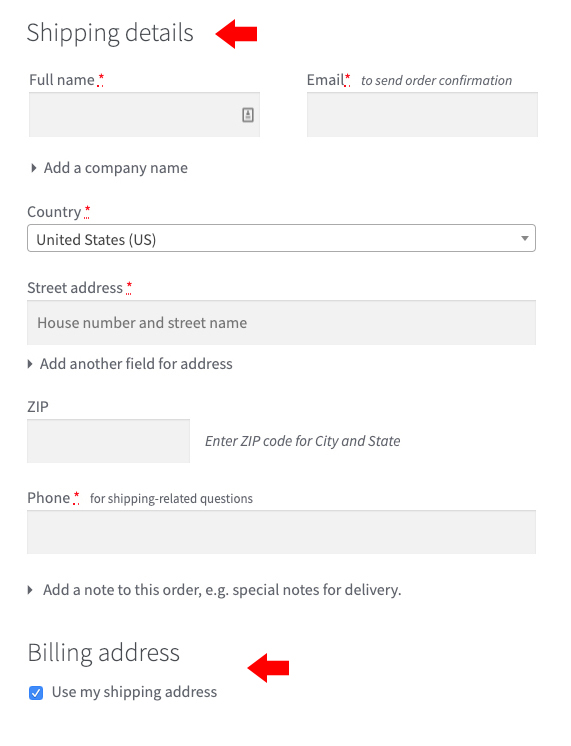 Shipping details
Full name *
Email* to send order confirmation
Add a company name
Country *
United States (US)
Street address *
House number and street name
Add another field for address
ZIP
Enter ZIP code for City and State
Phone * for shipping-related questions
Add a note to this order, e.g. special notes for delivery.
Billing address
Use my shipping address